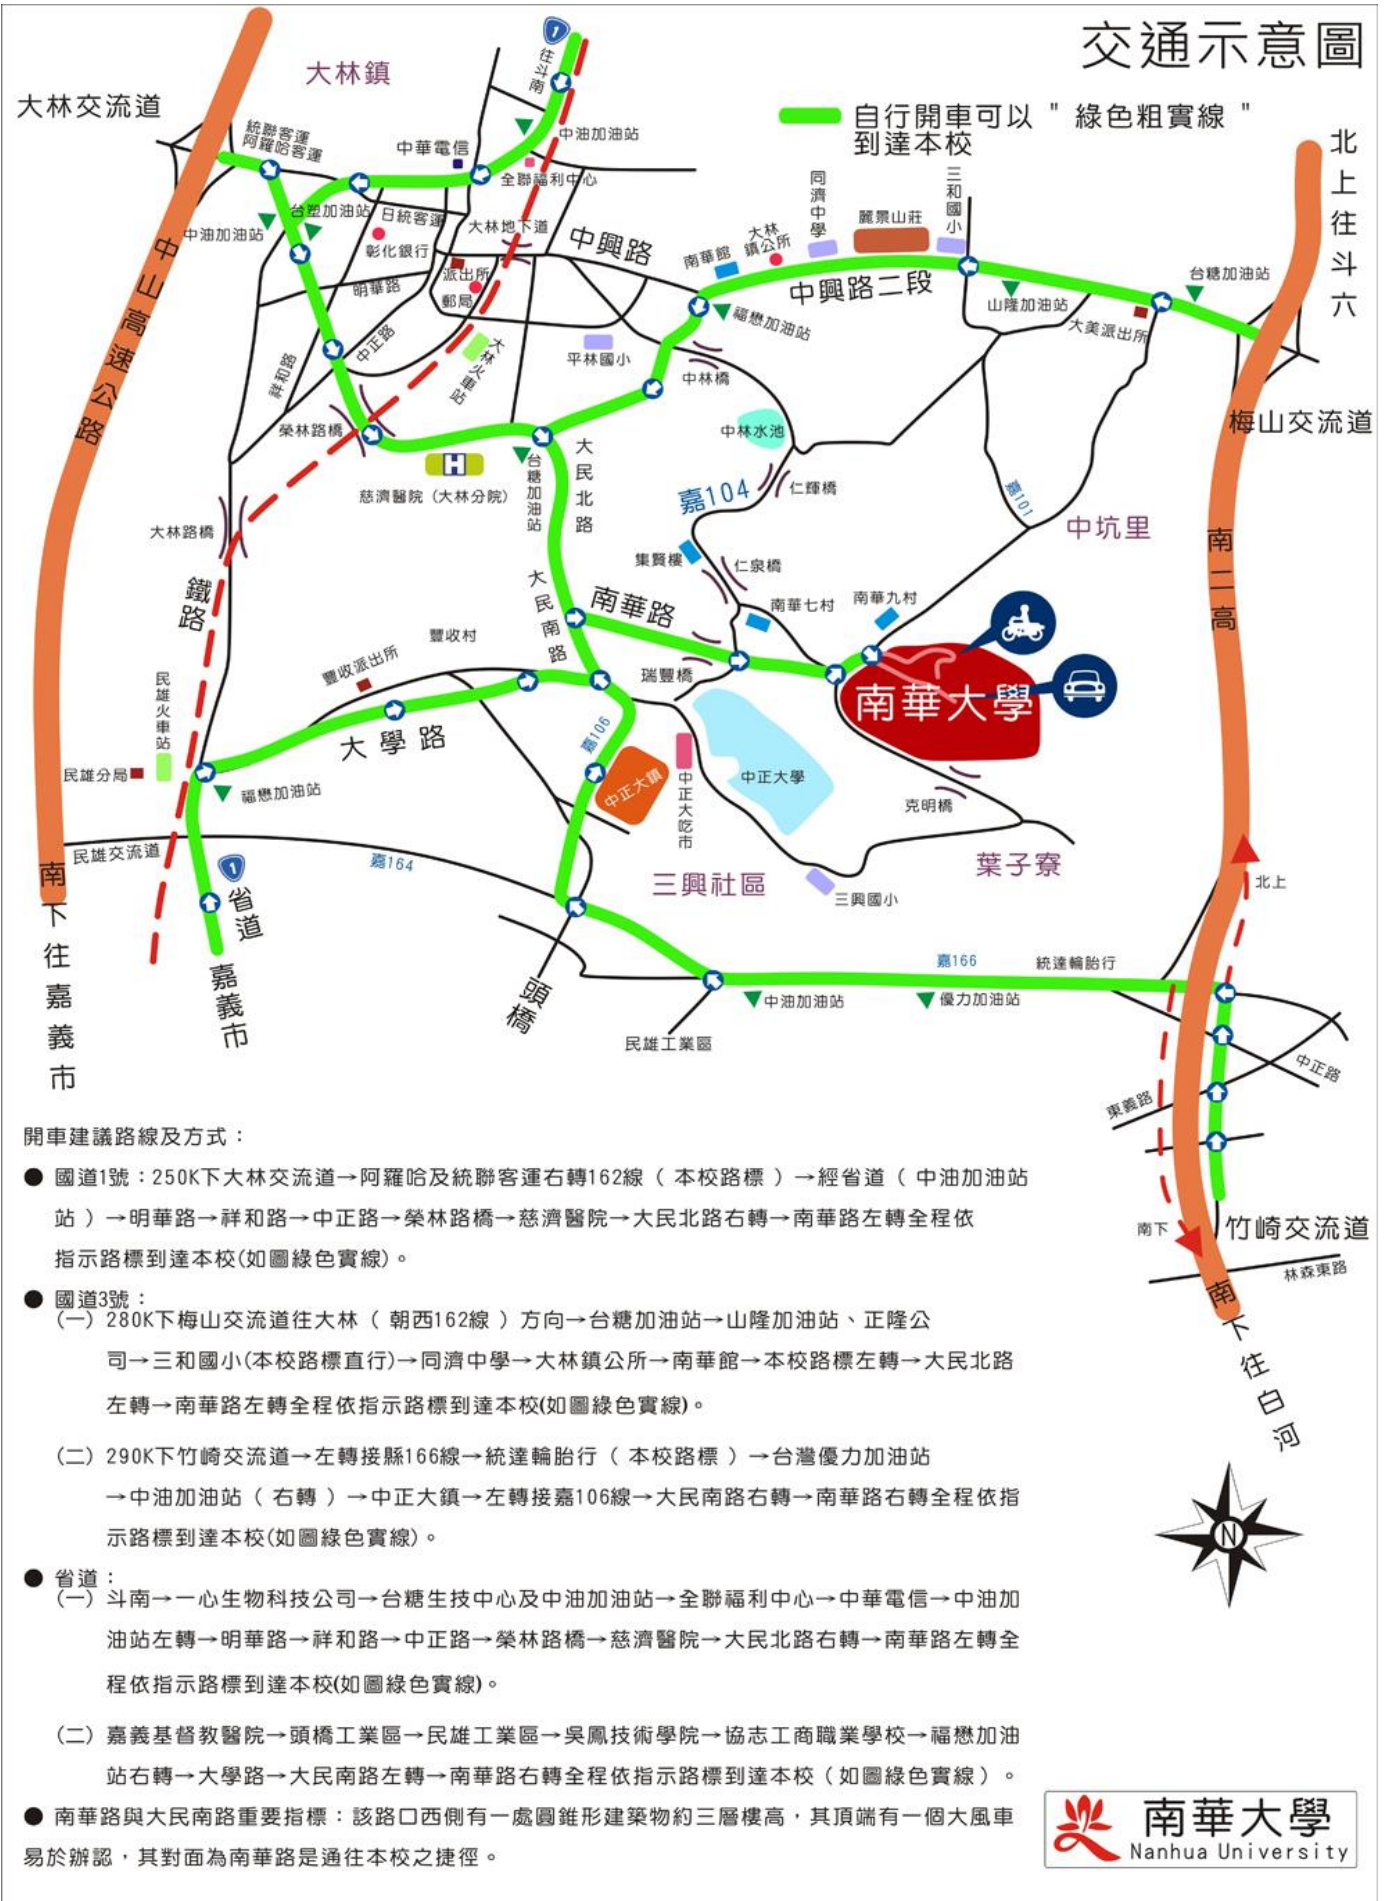 交通示意圖
自行開車可以 " 綠色粗實線 "
到達本校
大林鎮
大林交流道
1
往斗南
統聯客運
阿羅哈客運
中華電信
中油加油站
全聯福利中心
台塑加油站
日統客運
中油加油站
彰化銀行
大林地下道
中興路
派出所
郵局
明華路
中正路
祥和路
大林火車站
平林國小
榮林路橋
中山高速公路
南華館
大林
鎮公所
同濟中學
麗景山莊
三和國小
中興路二段
福懋加油站
山隆加油站
大美派出所
台糖加油站
北上往斗六
梅山交流道
中林橋
中林水池
仁輝橋
嘉104
嘉101
中坑里
南二高
H
慈濟醫院（大林分院）
台糖加油站
大民北路
大林路橋
鐵路
集賢樓
仁泉橋
南華路
大民南路
南華七村
南華九村
豐收村
豐收派出所
瑞豐橋
南華大學
民雄火車站
民雄分局
大學路
福懋加油站
嘉106
中正大鎮
中正大吃市
中正大學
克明橋
葉子寮
民雄交流道
嘉164
三興社區
三興國小
1
省道
嘉義市
南下往嘉義市
頭橋
嘉166
統達輪胎行
中油加油站
優力加油站
民雄工業區
北上
中正路
東義路
南下
竹崎交流道
林森東路
南下往白河
N
開車建議路線及方式：
● 國道1號：250K下大林交流道→阿羅哈及統聯客運右轉162線（ 本校路標 ）→經省道（ 中油加油站
站 ）→明華路→祥和路→中正路→榮林路橋→慈濟醫院→大民北路右轉→南華路左轉全程依
指示路標到達本校(如圖綠色實線)。
● 國道3號：
（一）280K下梅山交流道往大林（ 朝西162線 ）方向→台糖加油站→山隆加油站、正隆公
司→三和國小(本校路標直行)→同濟中學→大林鎮公所→南華館→本校路標左轉→大民北路
左轉→南華路左轉全程依指示路標到達本校(如圖綠色實線)。
（二）290K下竹崎交流道→左轉接縣166線→統達輪胎行（ 本校路標 ）→台灣優力加油站
→中油加油站（ 右轉 ）→中正大鎮→左轉接嘉106線→大民南路右轉→南華路右轉全程依指
示路標到達本校(如圖綠色實線)。
● 省道：
（一）斗南→一心生物科技公司→台糖生技中心及中油加油站→全聯福利中心→中華電信→中油加
油站左轉→明華路→祥和路→中正路→榮林路橋→慈濟醫院→大民北路右轉→南華路左轉全
程依指示路標到達本校(如圖綠色實線)。
（二）嘉義基督教醫院→頭橋工業區→民雄工業區→吳鳳技術學院→協志工商職業學校→福懋加油
站右轉→大學路→大民南路左轉→南華路右轉全程依指示路標到達本校（如圖綠色實線）。
● 南華路與大民南路重要指標：該路口西側有一處圓錐形建築物約三層樓高，其頂端有一個大風車
易於辦認，其對面為南華路是通往本校之捷徑。
南華大學
Nanhua University